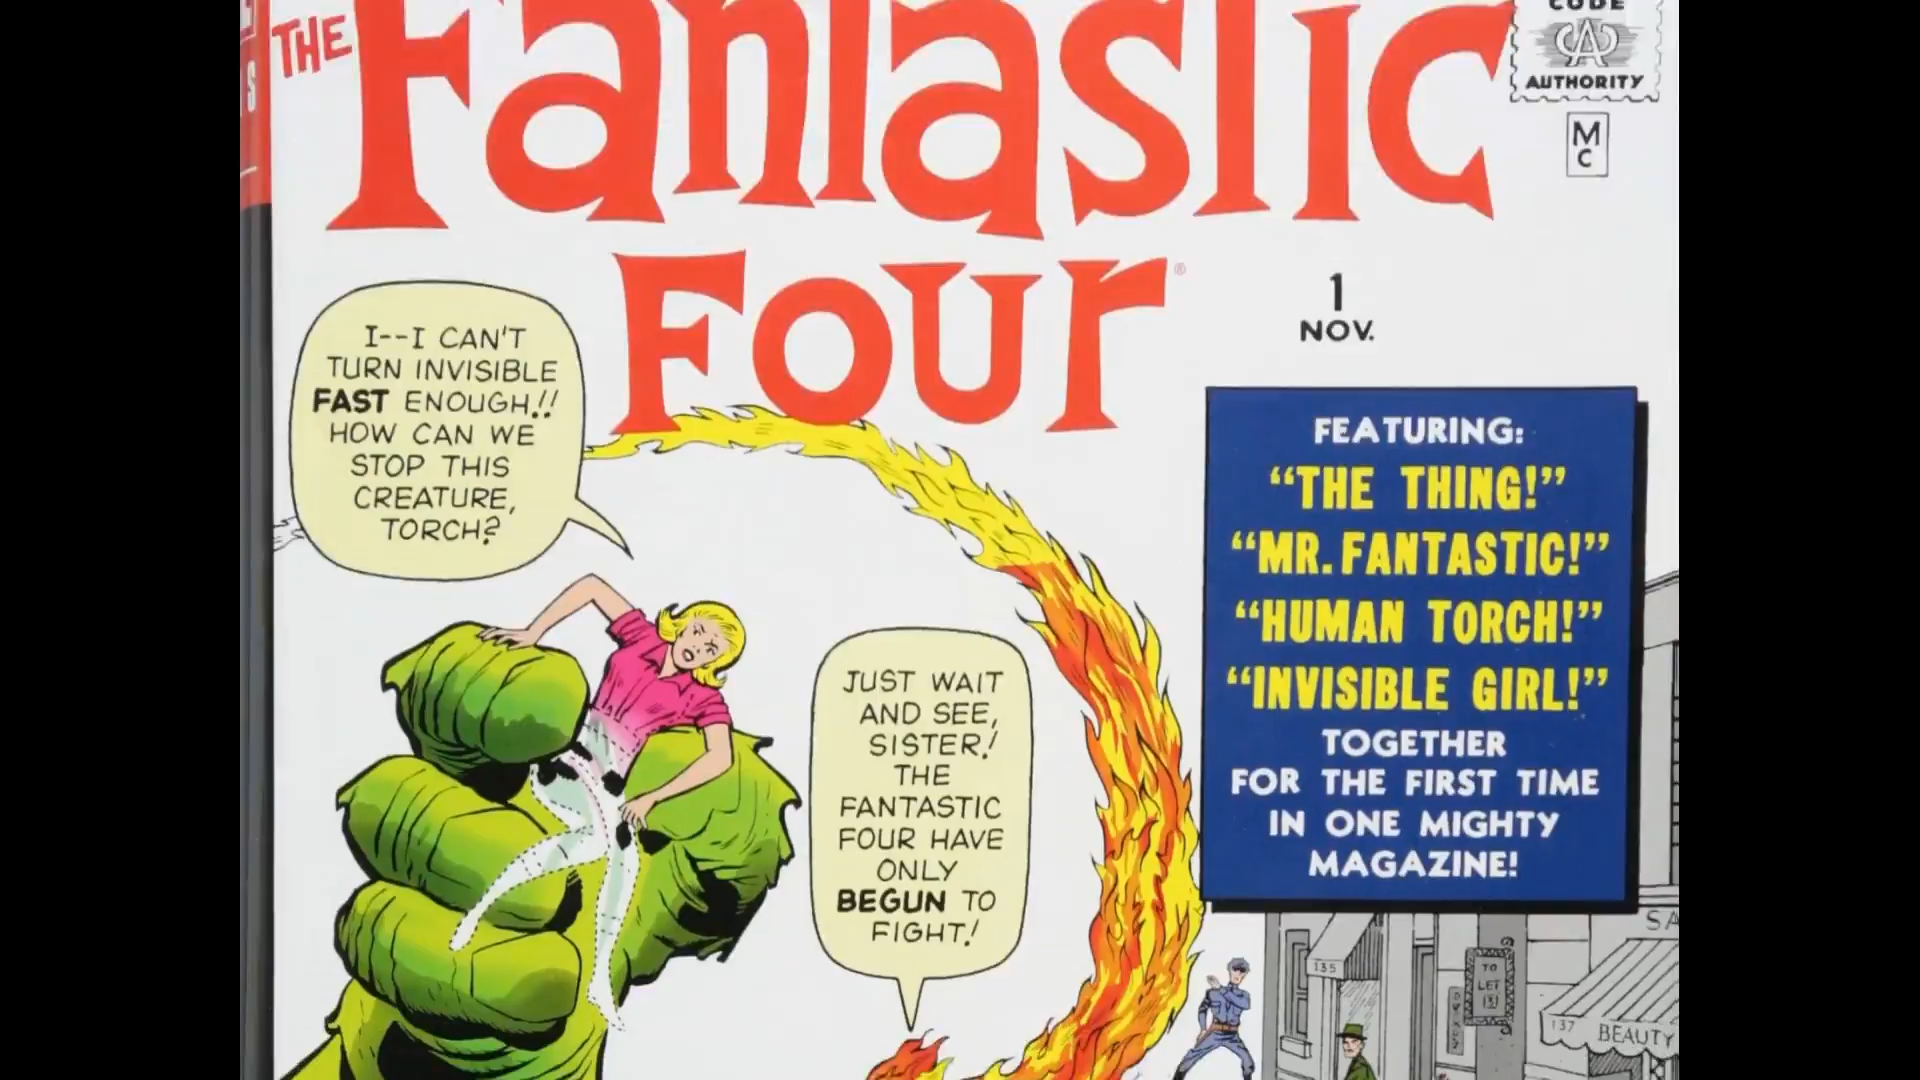 THE Fantastic
CODE
AUTHORITY
M
C
Four®
1
NOV.
I--I CAN'T
TURN INVISIBLE
FAST ENOUGH!!
HOW CAN WE
STOP THIS
CREATURE,
TORCH?
JUST WAIT
AND SEE,
SISTER!
THE
FANTASTIC
FOUR HAVE
ONLY
BEGUN TO
FIGHT!
FEATURING:
“THE THING!”
“MR. FANTASTIC!”
“HUMAN TORCH!”
“INVISIBLE GIRL!”
TOGETHER
FOR THE FIRST TIME
IN ONE MIGHTY
MAGAZINE!
135
TO
LET
137 BEAUTY